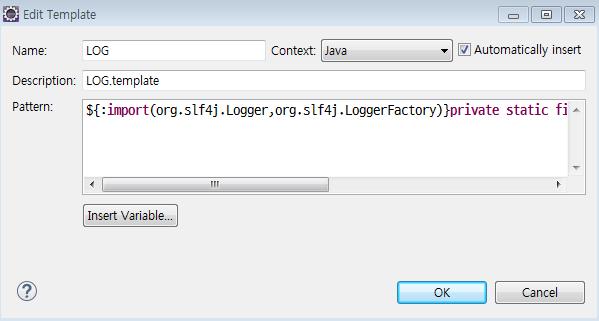 Edit Template
Name: LOG Context: Java Automatically insert
Description: LOG.template
Pattern: ${:import(org.slf4j.Logger,org.slf4j.LoggerFactory)}private static fi
Insert Variable...
OK Cancel